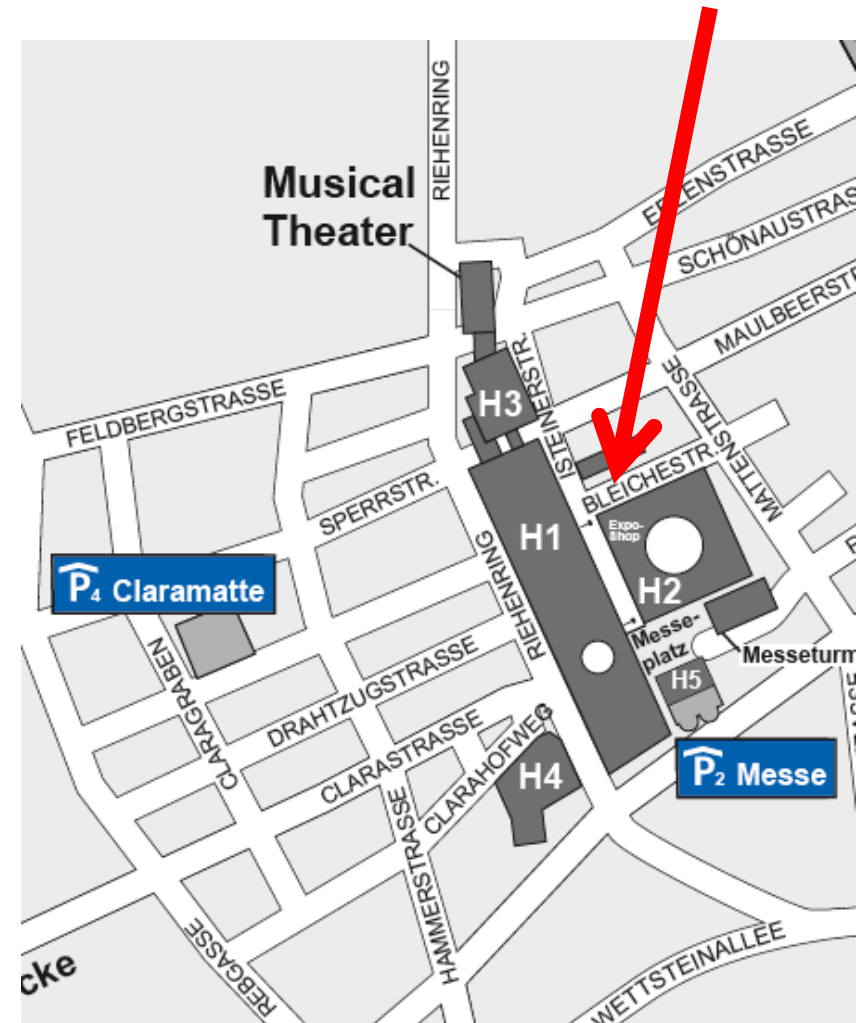 RIEHENRING
Musical
Theater
ERLENSTRASSE
SCHÖNAUSTRAS
MAULBEERSTR
FELDBERGSTRASSE
ISTEINERSTR.
MATTENSTRASSE
H3
BLEICHESTR.
SPERRSTR.
H1
Expo-
Shop
P4 Claramatte
H2
RIEHENRING
Messe-
platz
Messeturm
H5
CLARAGRABEN
DRAHTZUGSTRASSE
CLARASTRASSE
CLARAHOFWEG
H4
P2 Messe
HAMMERSTRASSE
REBGASSE
WETTSTEINALLEE
cke